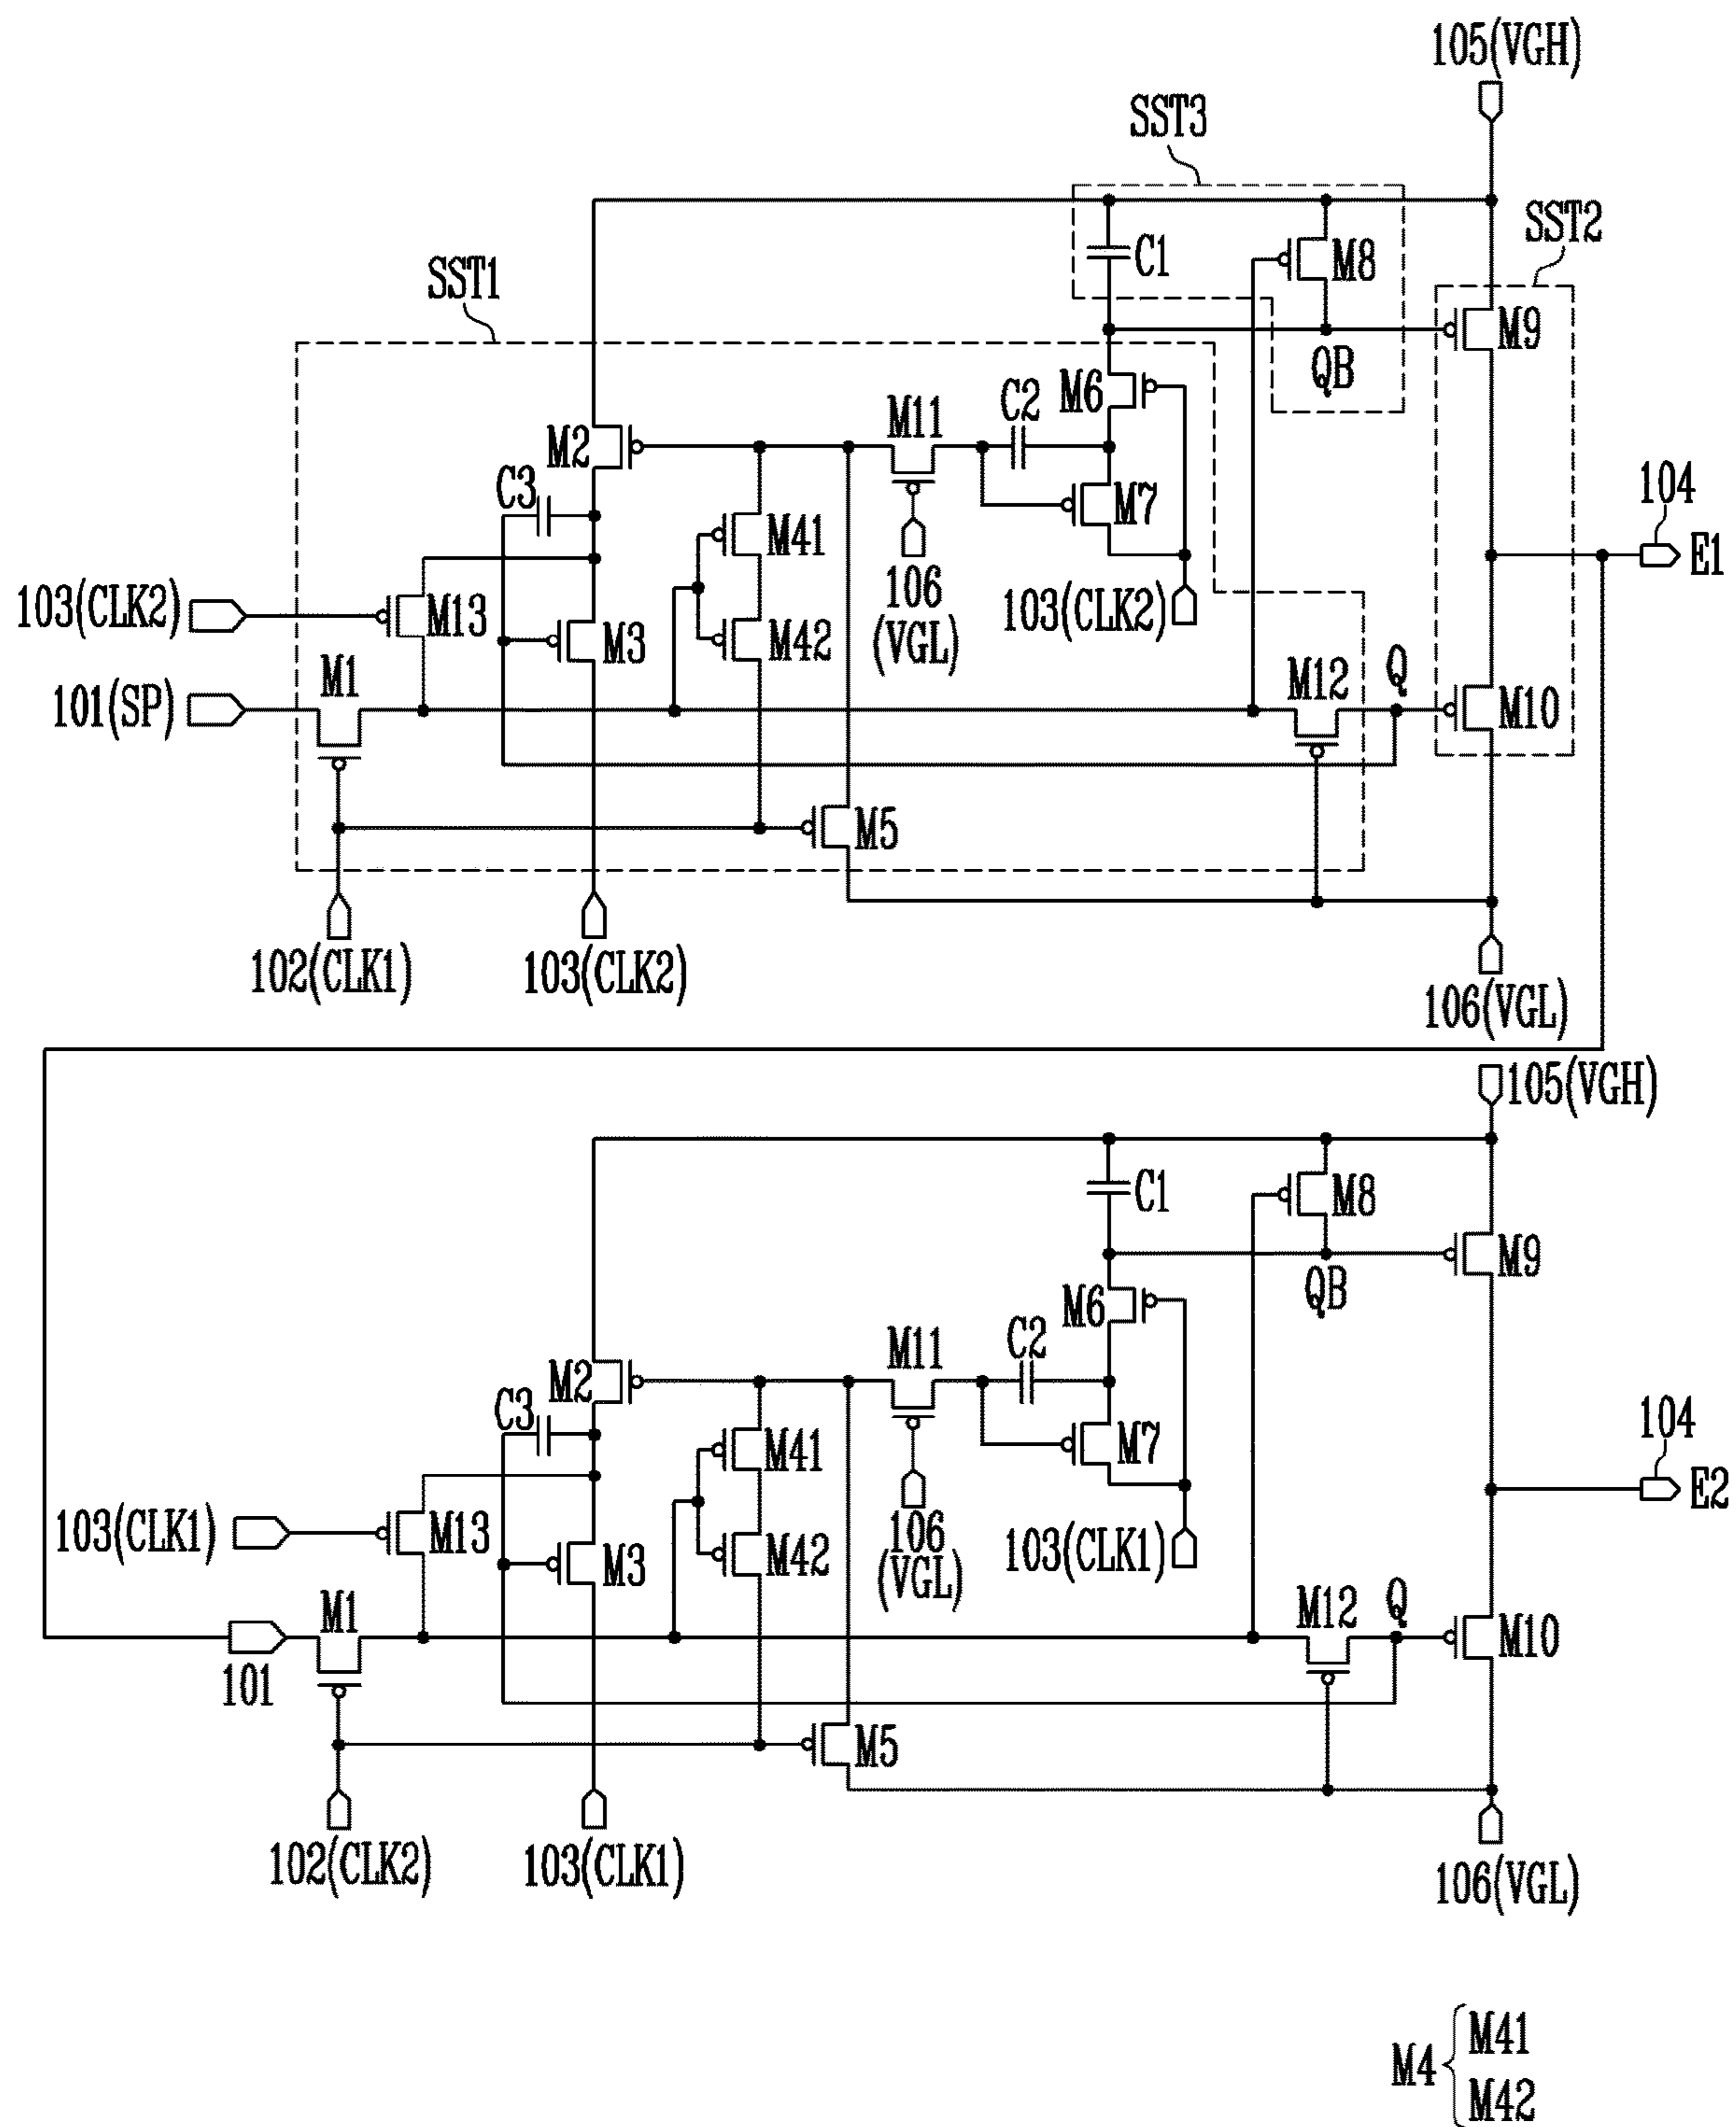 105(VGH)
SST3
SST2
SST1
C1
M8
M9
QB
M6
C2
M11
M2
C3
M7
M41
104
E1
106
(VGL)
103(CLK2)
103(CLK2)
M13
M3
M42
M1
M12
Q
101(SP)
M10
M5
102(CLK1)
103(CLK2)
106(VGL)
105(VGH)
C1
M8
M9
QB
M6
C2
M11
M2
C3
M7
M41
104
E2
103(CLK1)
M13
106
(VGL)
103(CLK1)
M3
M42
M1
M12
Q
M10
101
M5
102(CLK2)
103(CLK1)
106(VGL)
M4
M41
M42